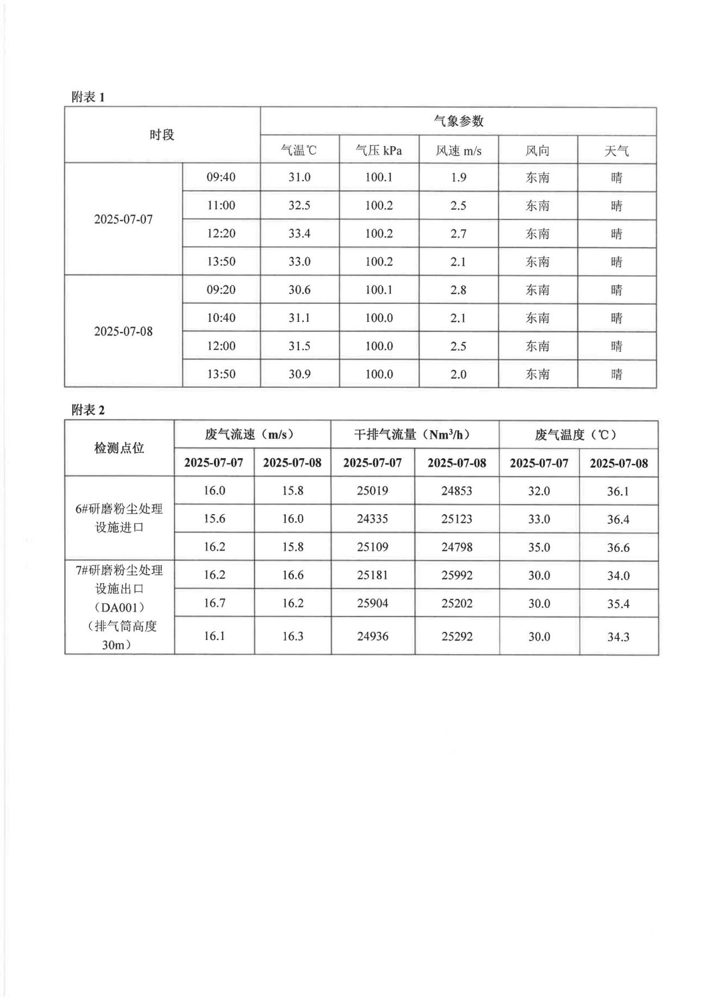 附表 1
时段 气象参数
气温℃ 气压 kPa 风速 m/s 风向 天气
2025-07-07 09:40 31.0 100.1 1.9 东南 晴
11:00 32.5 100.2 2.5 东南 晴
12:20 33.4 100.2 2.7 东南 晴
13:50 33.0 100.2 2.1 东南 晴
2025-07-08 09:20 30.6 100.1 2.8 东南 晴
10:40 31.1 100.0 2.1 东南 晴
12:00 31.5 100.0 2.5 东南 晴
13:50 30.9 100.0 2.0 东南 晴
附表 2
检测点位 废气流速（m/s） 干排气流量（Nm³/h） 废气温度（℃）
2025-07-07 2025-07-08 2025-07-07 2025-07-08 2025-07-07 2025-07-08
6#研磨粉尘处理
设施进口
16.0 15.8 25019 24853 32.0 36.1
15.6 16.0 24335 25123 33.0 36.4
16.2 15.8 25109 24798 35.0 36.6
7#研磨粉尘处理
设施出口
（DA001）
（排气筒高度
30m）
16.2 16.6 25181 25992 30.0 34.0
16.7 16.2 25904 25202 30.0 35.4
16.1 16.3 24936 25292 30.0 34.3